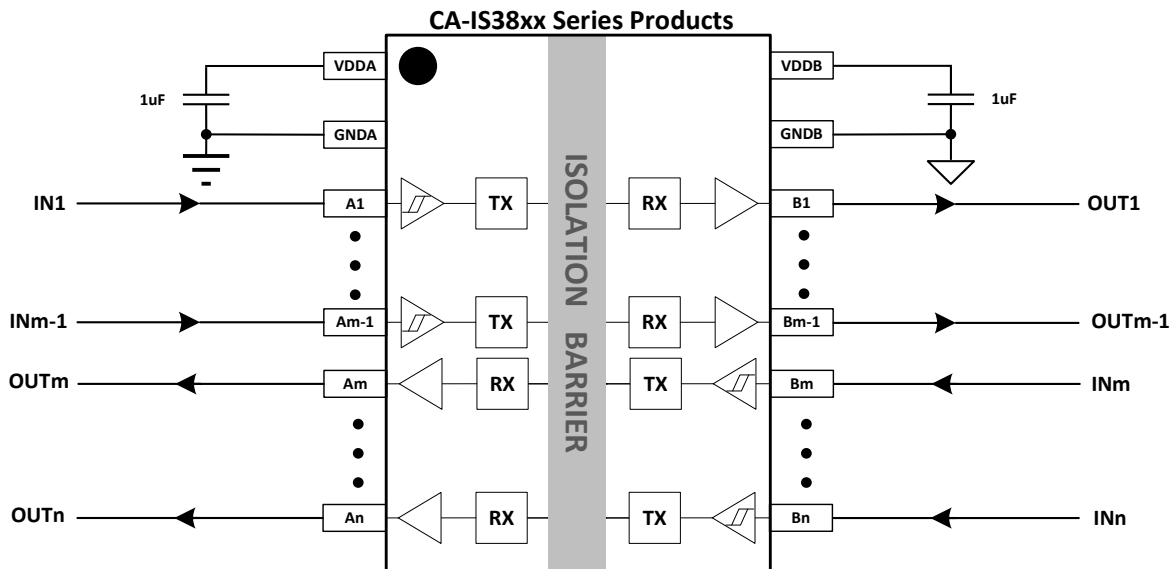 CA-IS38xx Series Products
VDDA
VDDB
1uF
1uF
GNDA
GNDB
ISOLATION BARRIER
IN1
A1
TX
RX
B1
OUT1
INm-1
Am-1
TX
RX
Bm-1
OUTm-1
OUTm
Am
RX
TX
Bm
INm
OUTn
An
RX
TX
Bn
INn